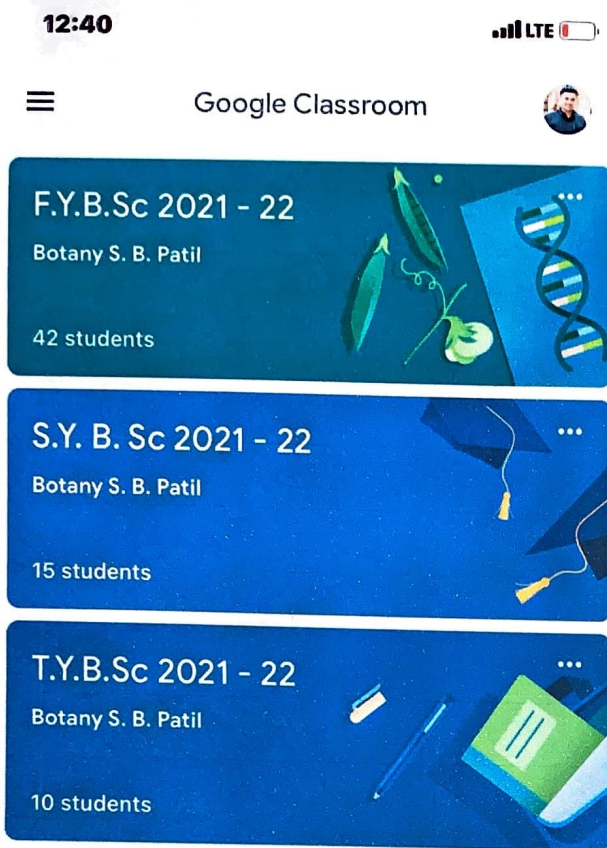 12:40
LTE
Google Classroom
F.Y.B.Sc 2021 - 22
Botany S. B. Patil
42 students
S.Y. B. Sc 2021 - 22
Botany S. B. Patil
15 students
T.Y.B.Sc 2021 - 22
Botany S. B. Patil
10 students